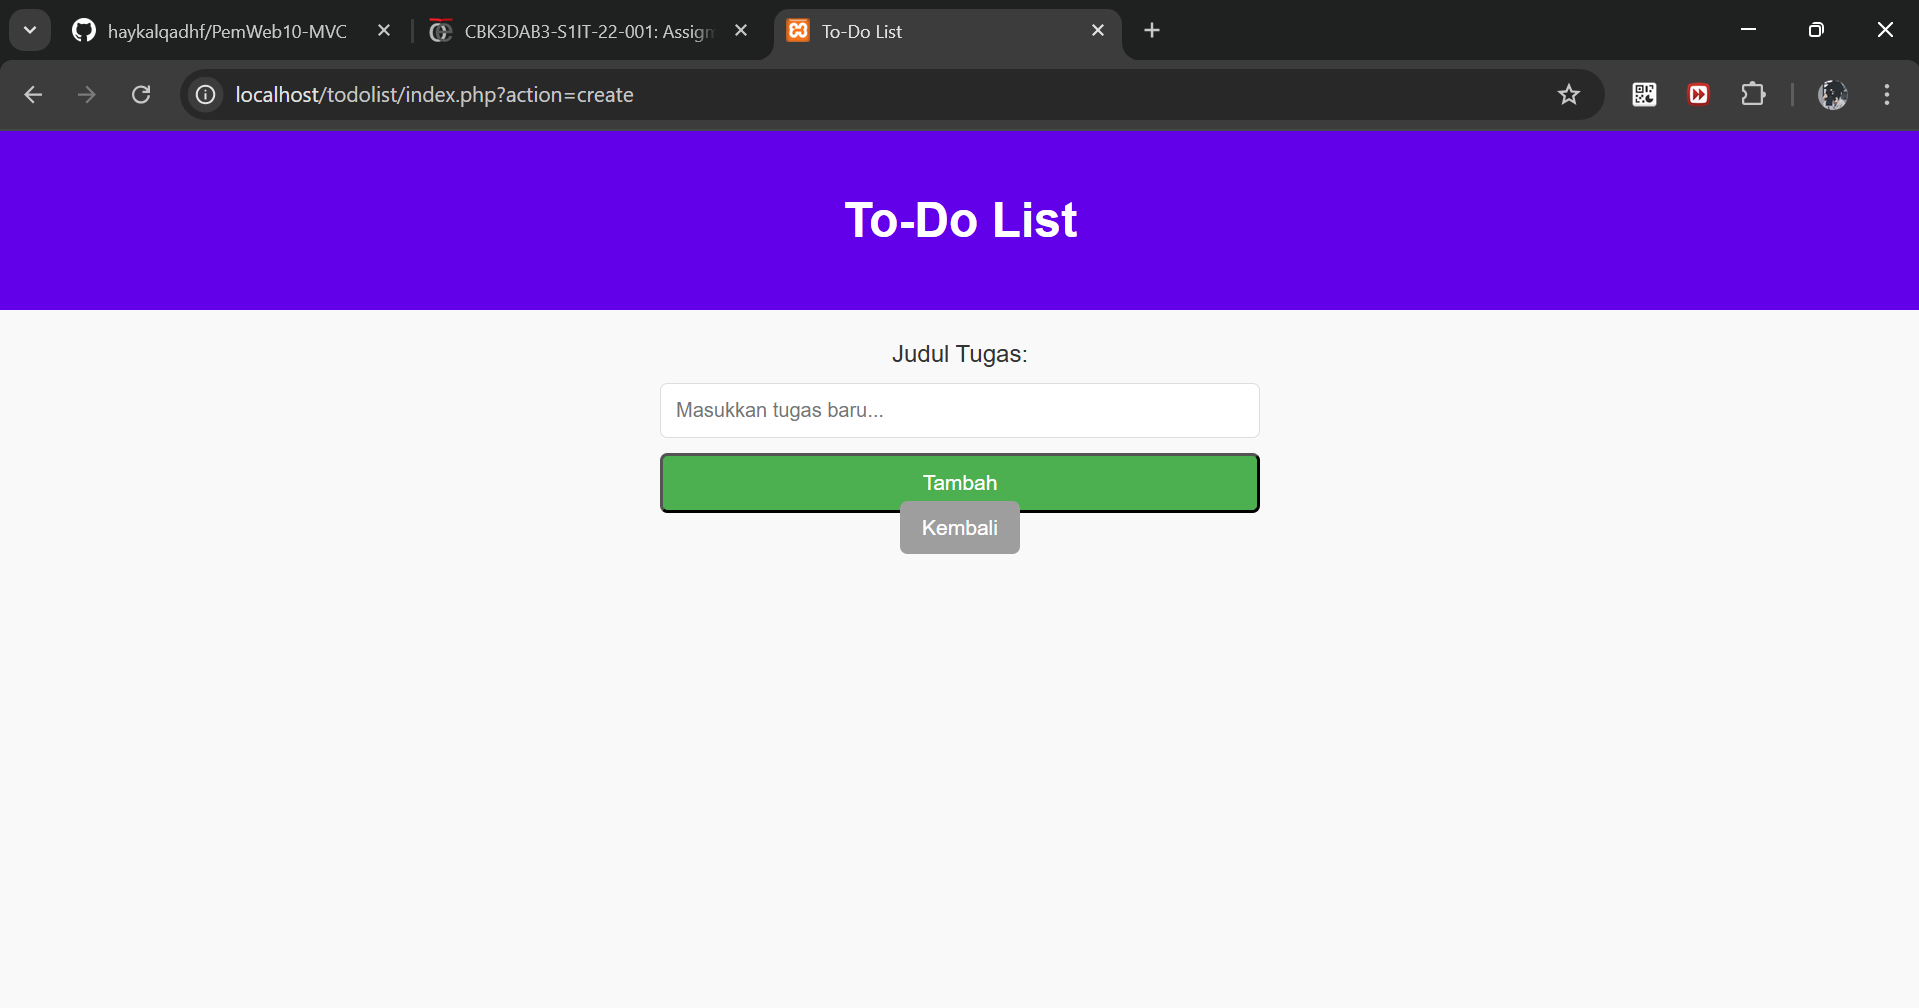 haykalqadhf/PemWeb10-MVC
CBK3DAB3-S1IT-22-001: Assign
To-Do List
localhost/todolist/index.php?action=create
To-Do List
Judul Tugas:
Masukkan tugas baru...
Tambah
Kembali